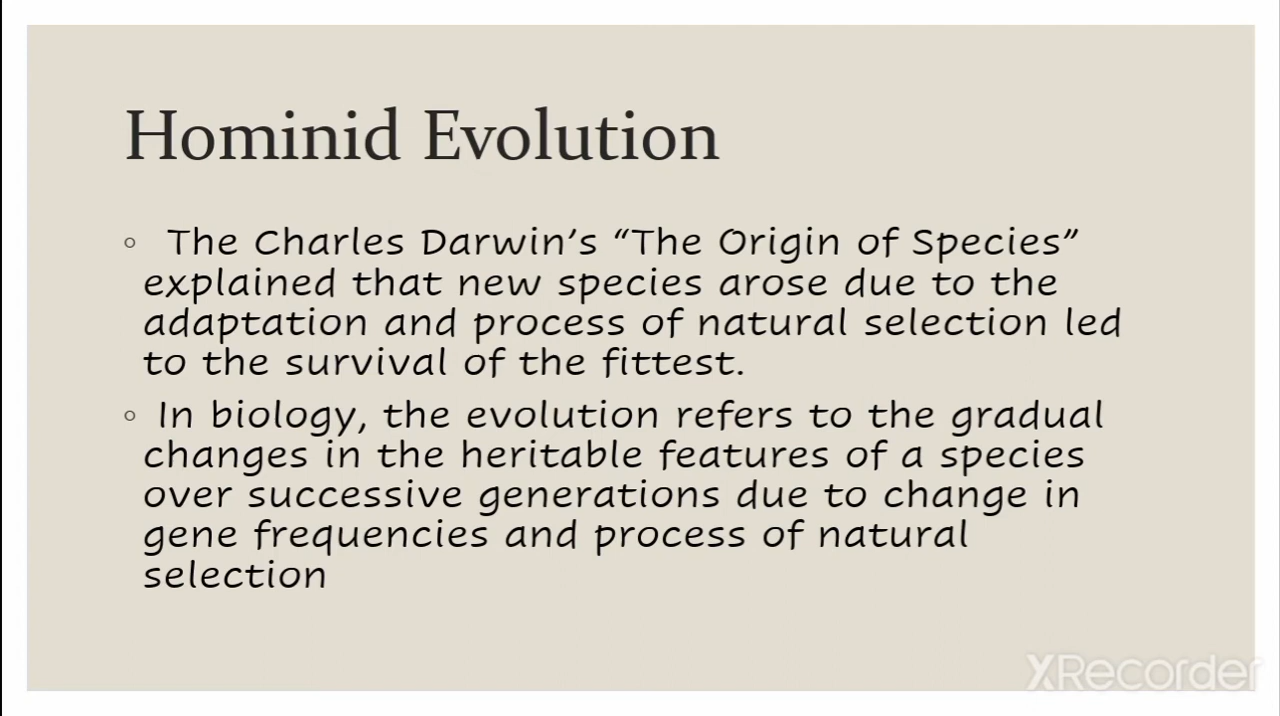 Hominid Evolution
◦ The Charles Darwin's “The Origin of Species”
explained that new species arose due to the
adaptation and process of natural selection led
to the survival of the fittest.
◦ In biology, the evolution refers to the gradual
changes in the heritable features of a species
over successive generations due to change in
gene frequencies and process of natural
selection
XRecorder